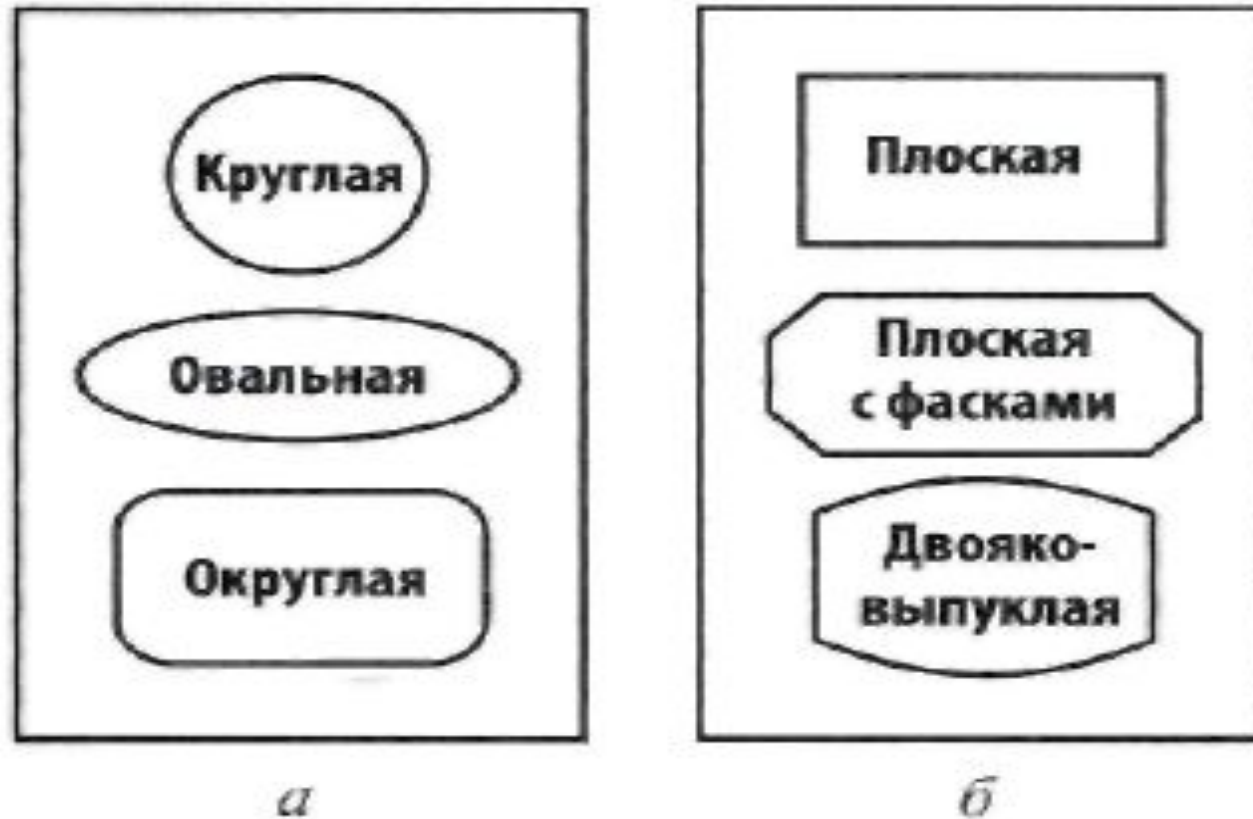 Круглая
Овальная
Округлая
а
Плоская
Плоская
с фасками
Двояко-
выпуклая
б